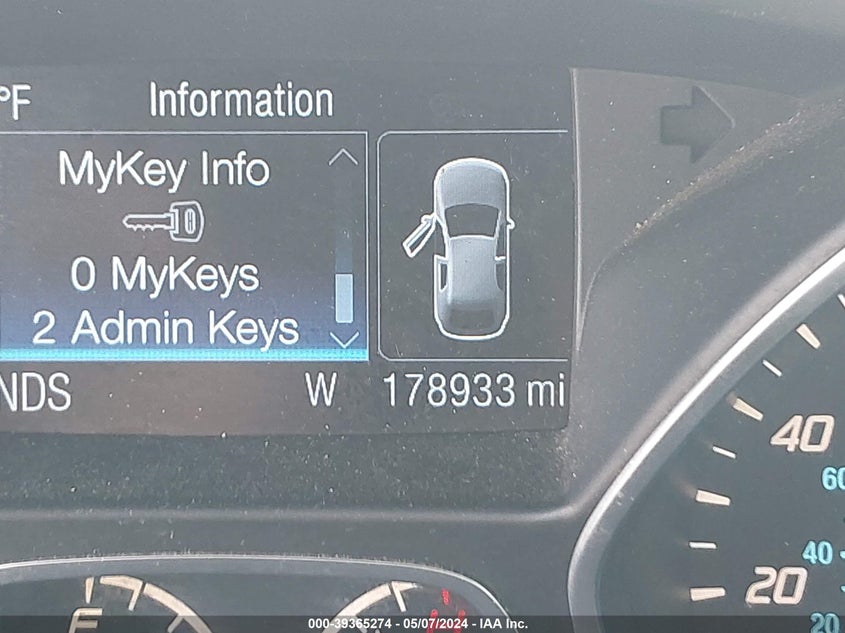 °F Information
MyKey Info
0 MyKeys
2 Admin Keys
NDS W 178933 mi
40
60
40
20
20
F
000-39365274 - 05/07/2024 - IAA Inc.